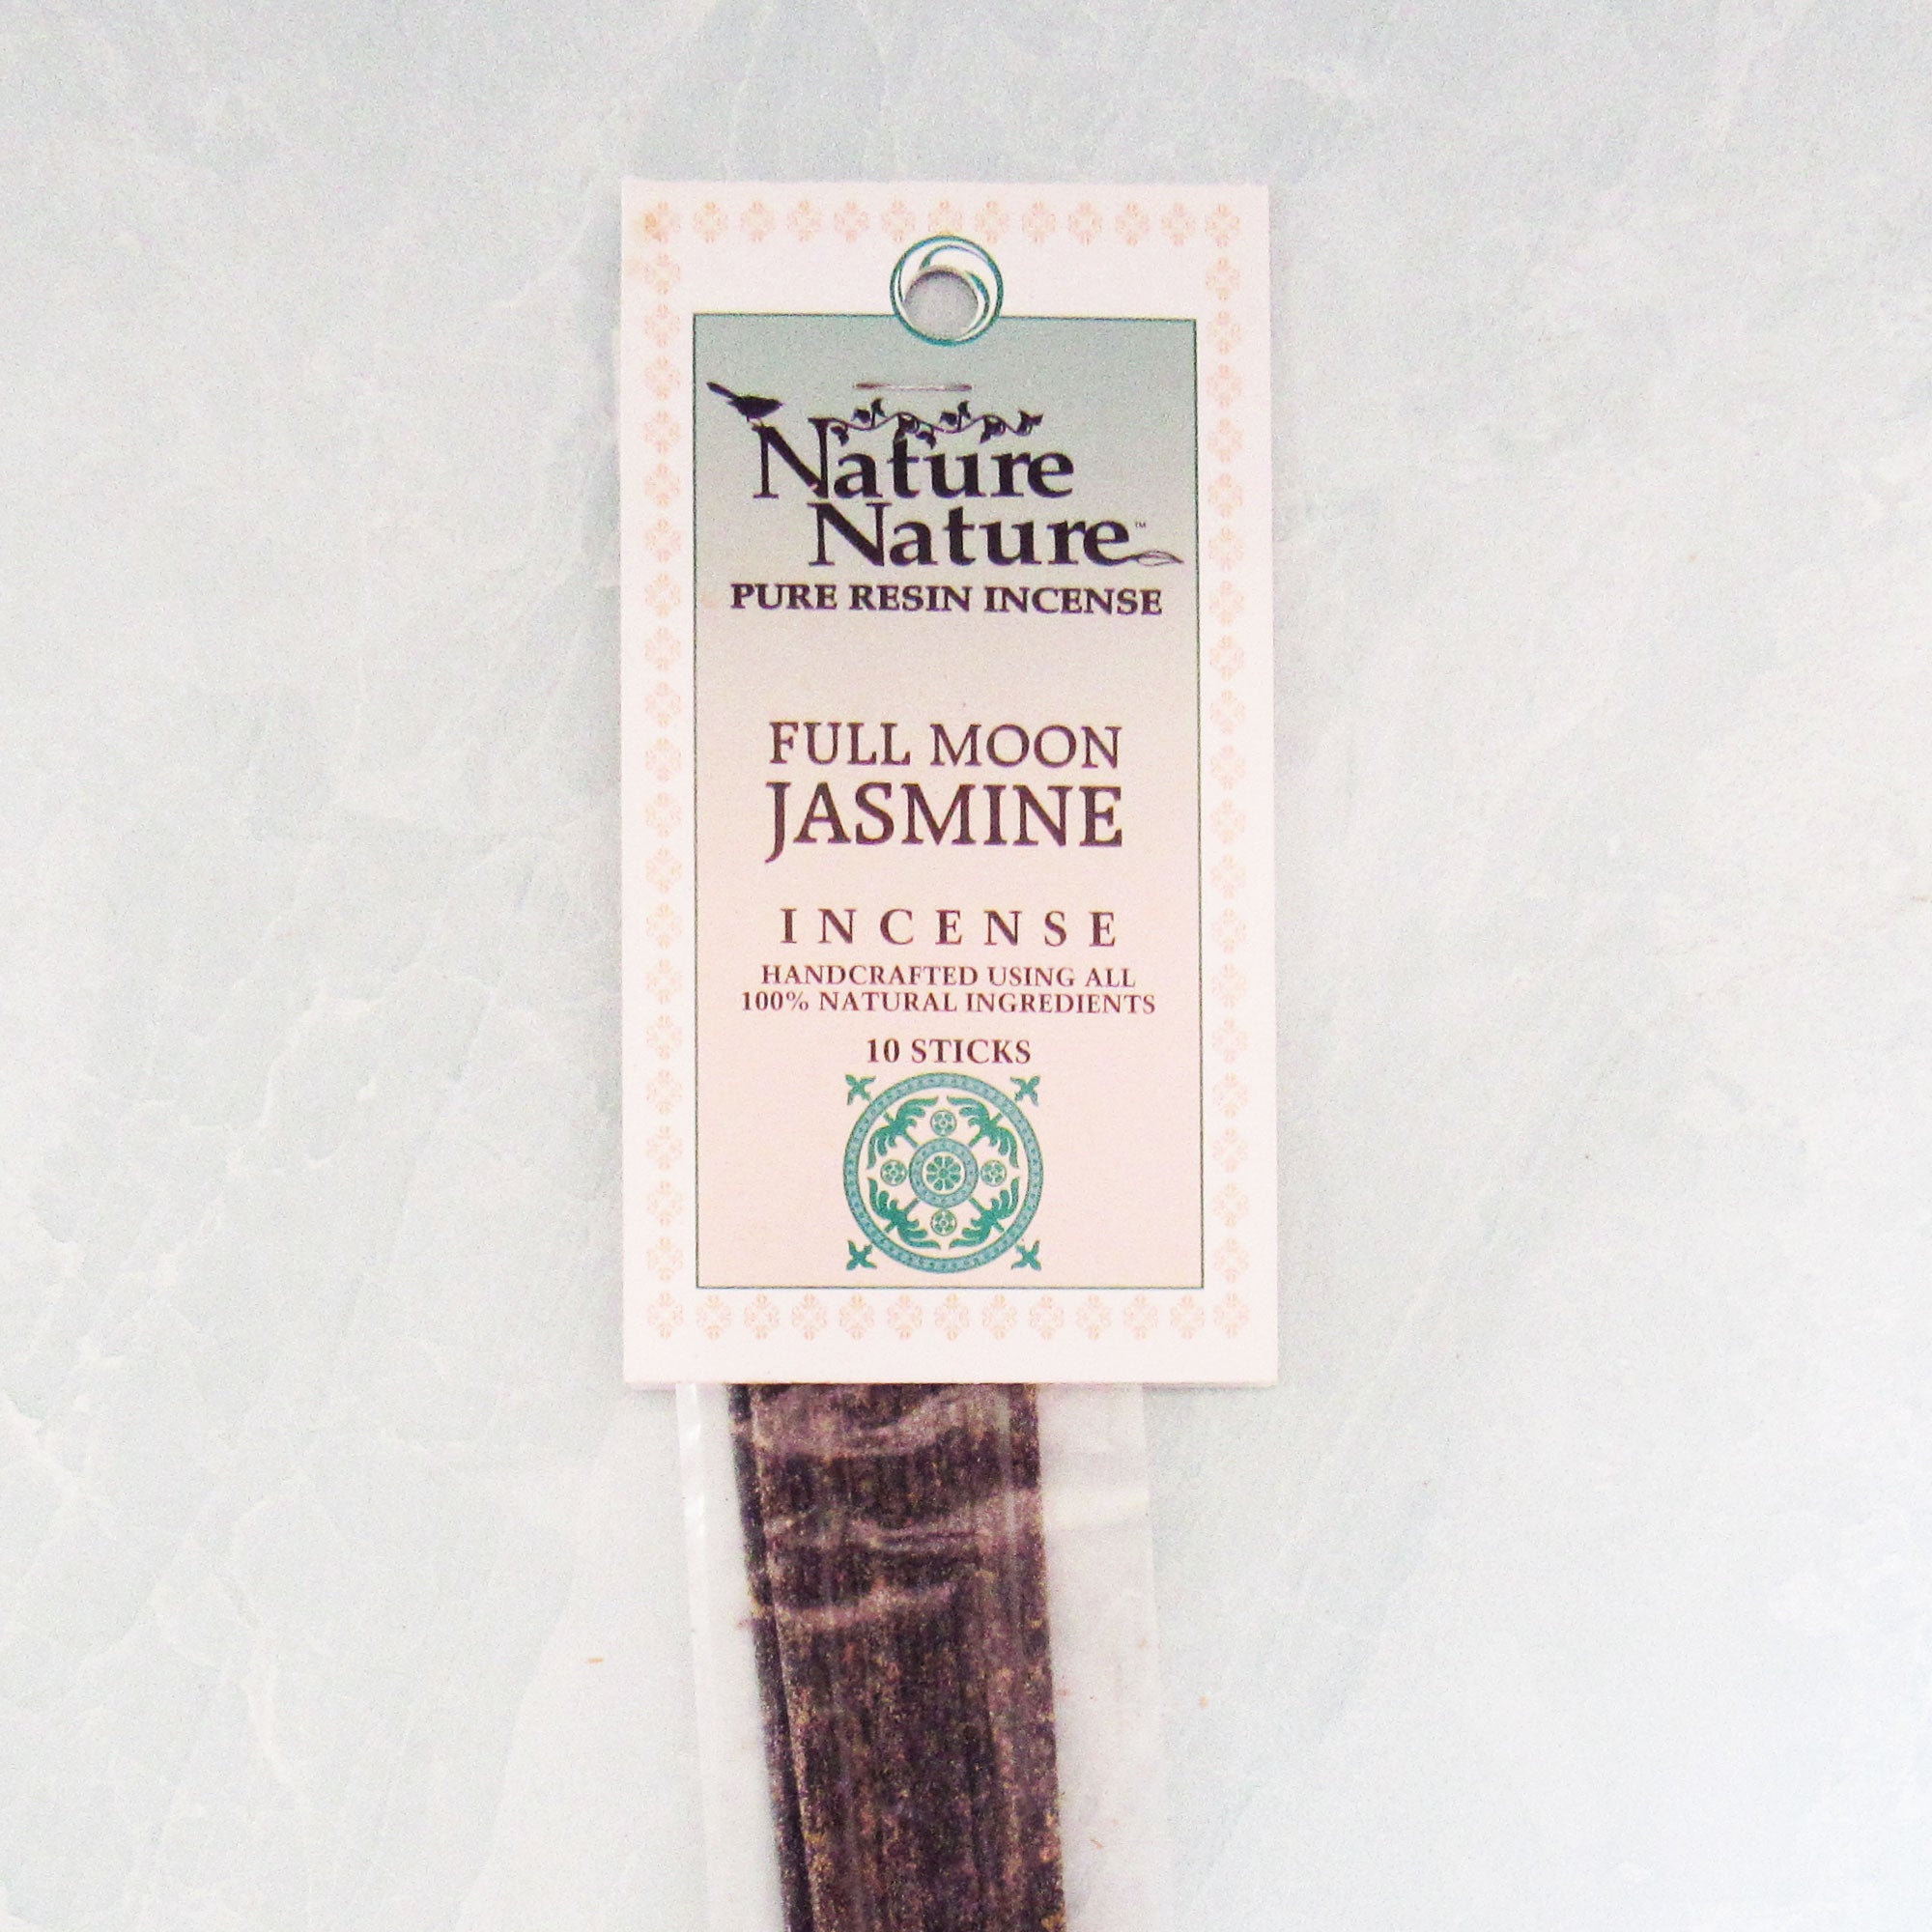 Nature
Nature™
PURE RESIN INCENSE
FULL MOON
JASMINE
INCENSE
HANDCRAFTED USING ALL
100% NATURAL INGREDIENTS
10 STICKS